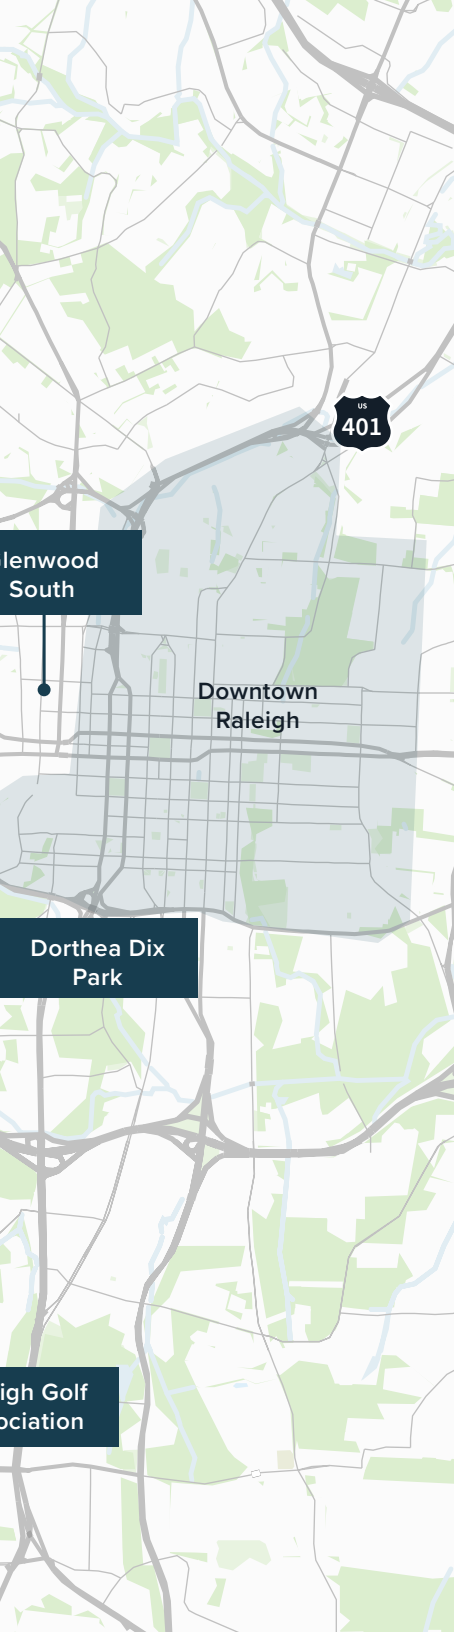 US
401
lenwood
South
Downtown
Raleigh
Dorthea Dix
Park
igh Golf
ociation